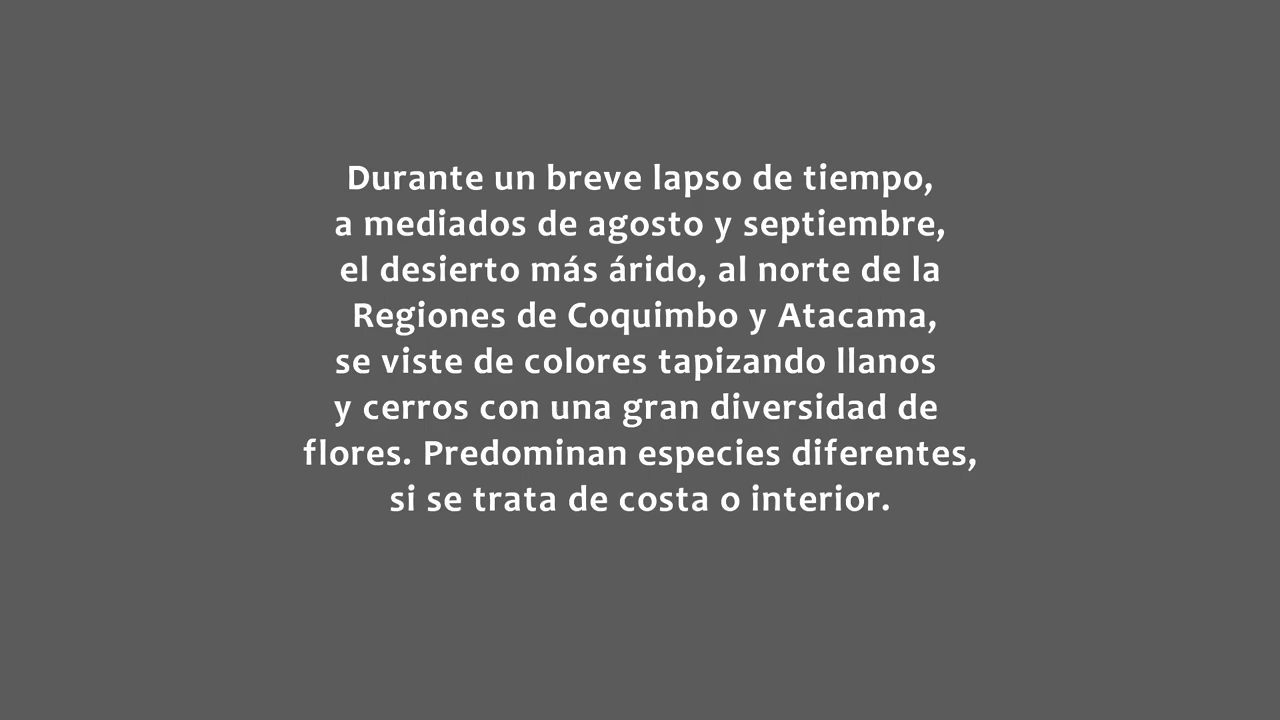 Durante un breve lapso de tiempo,
a mediados de agosto y septiembre,
el desierto más árido, al norte de la
Regiones de Coquimbo y Atacama,
se viste de colores tapizando llanos
y cerros con una gran diversidad de
flores. Predominan especies diferentes,
si se trata de costa o interior.